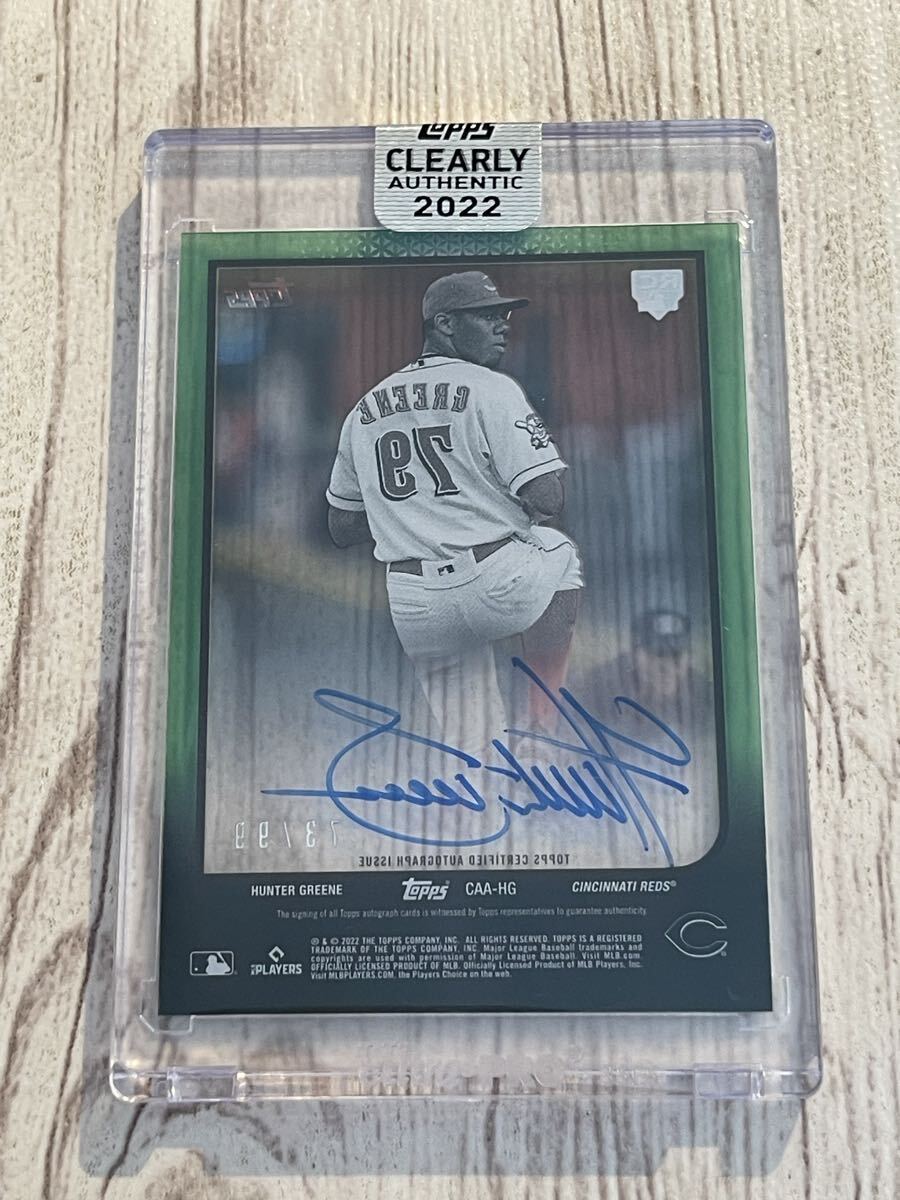 topps
CLEARLY
AUTHENTIC
2022
topps
RC
GREENE
79
73/99
TOPPS CERTIFIED AUTOGRAPH ISSUE
HUNTER GREENE
topps CAA-HG
CINCINNATI REDS®
The signing of all Topps autograph cards is witnessed by Topps representatives to guarantee authenticity.
PLAYERS
® & © 2022 THE TOPPS COMPANY, INC. ALL RIGHTS RESERVED. TOPPS IS A REGISTERED
TRADEMARK OF THE TOPPS COMPANY, INC. Major League Baseball trademarks and
copyrights are used with permission of Major League Baseball. Visit MLB.com.
OFFICIALLY LICENSED PRODUCT OF MLB. Officially Licensed Product of MLB Players, Inc.
Visit MLBPLAYERS.com, the Players Choice on the web.